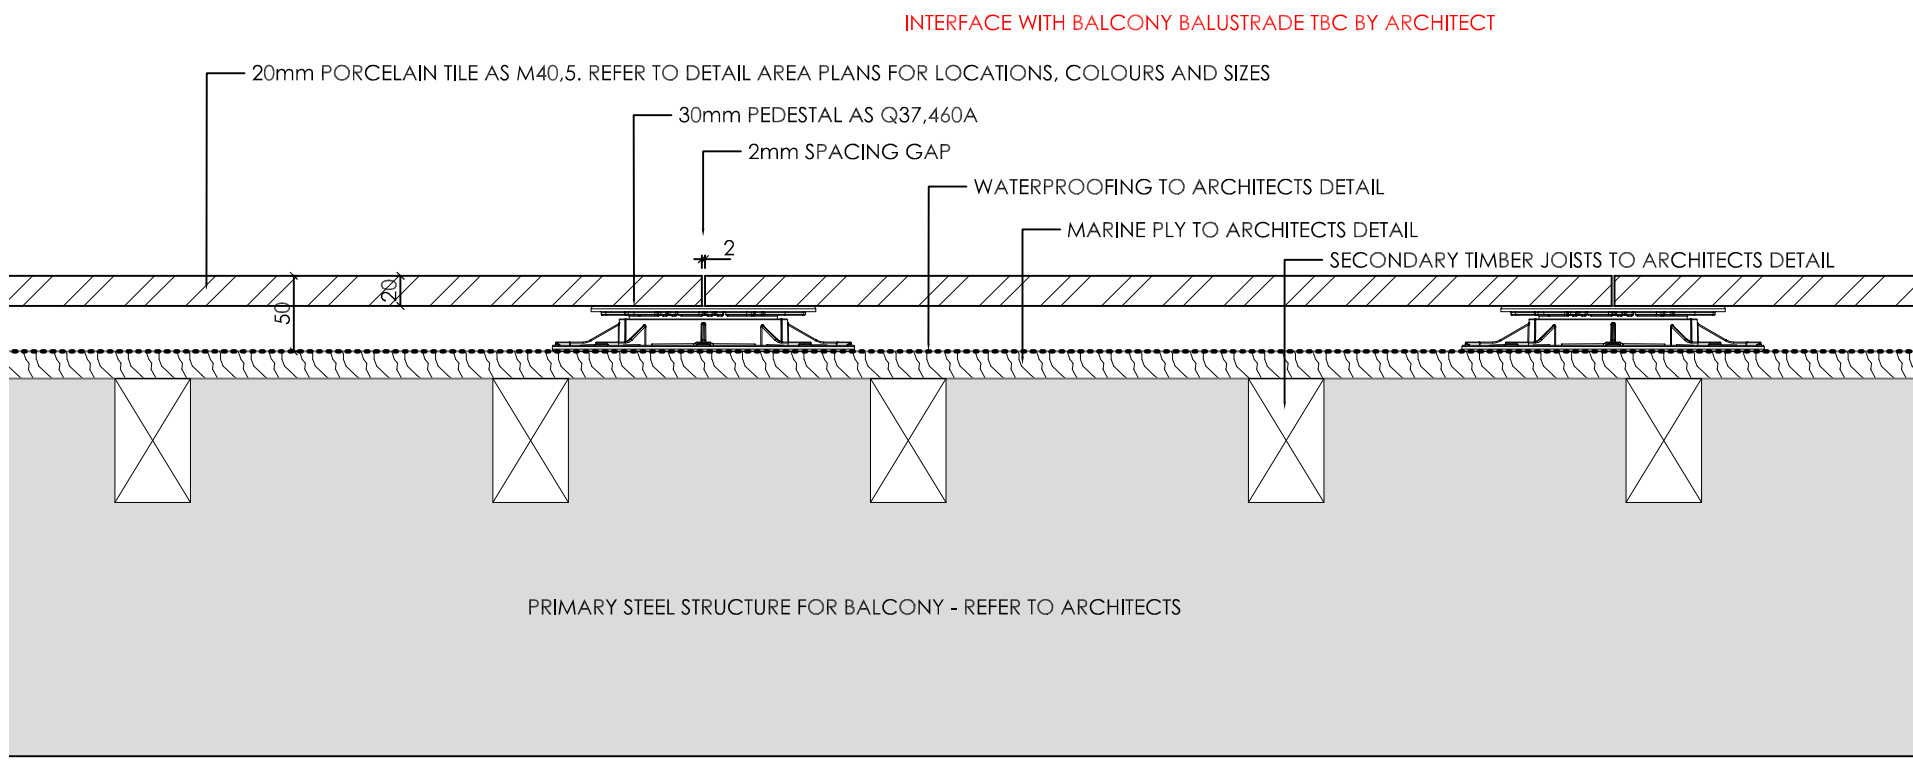 INTERFACE WITH BALCONY BALUSTRADE TBC BY ARCHITECT
20mm PORCELAIN TILE AS M40,5. REFER TO DETAIL AREA PLANS FOR LOCATIONS, COLOURS AND SIZES
30mm PEDESTAL AS Q37,460A
2mm SPACING GAP
WATERPROOFING TO ARCHITECTS DETAIL
MARINE PLY TO ARCHITECTS DETAIL
2
SECONDARY TIMBER JOISTS TO ARCHITECTS DETAIL
50
20
PRIMARY STEEL STRUCTURE FOR BALCONY - REFER TO ARCHITECTS